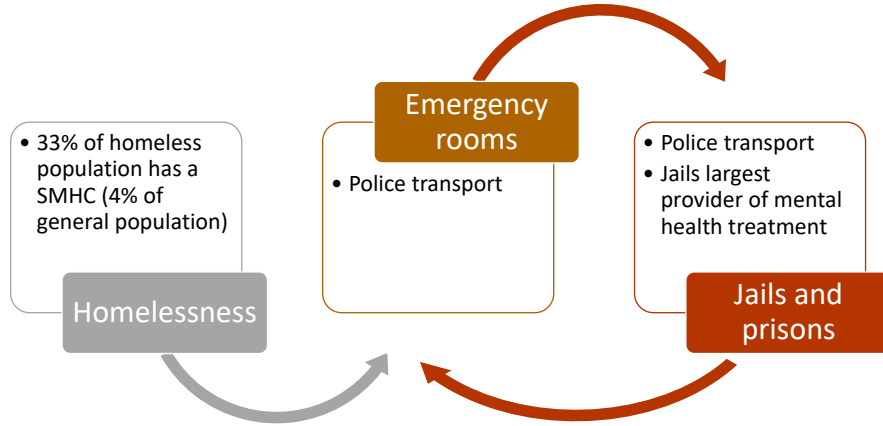 • 33% of homeless
population has a
SMHC (4% of
general population)
Homelessness
Emergency
rooms
• Police transport
• Police transport
• Jails largest
provider of mental
health treatment
Jails and
prisons